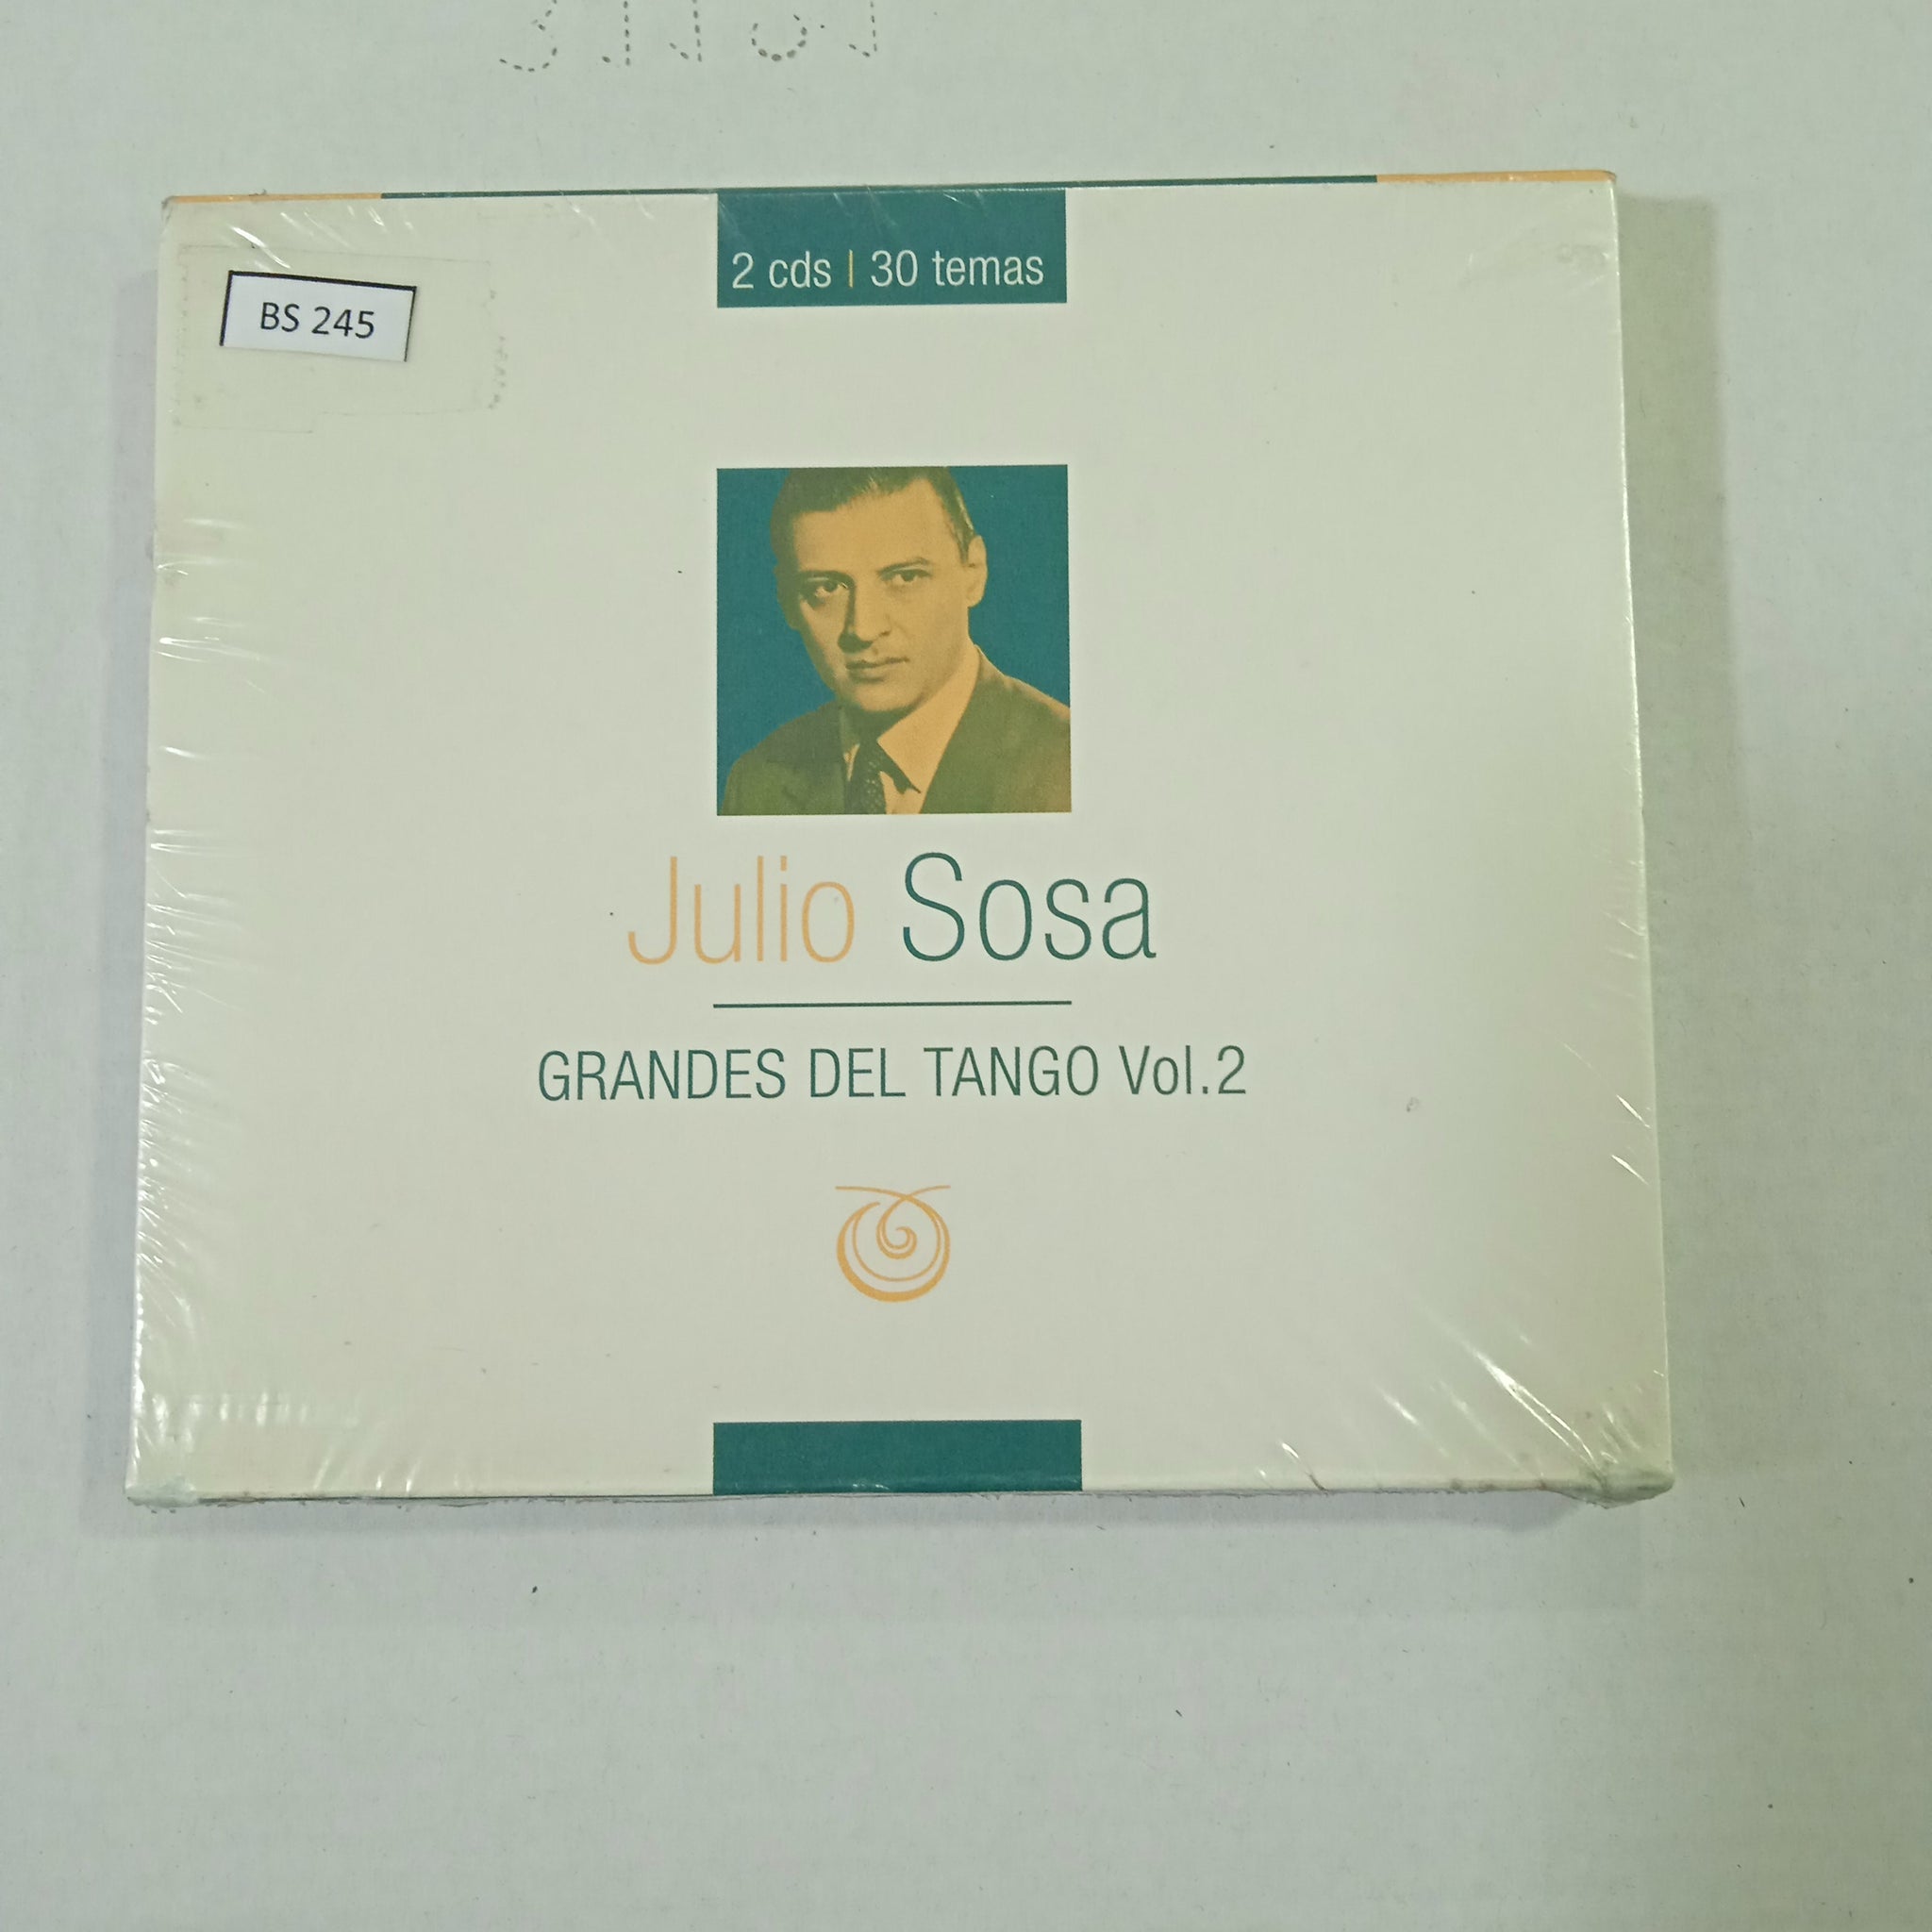 2 cds | 30 temas
BS 245
Julio Sosa
GRANDES DEL TANGO Vol.2